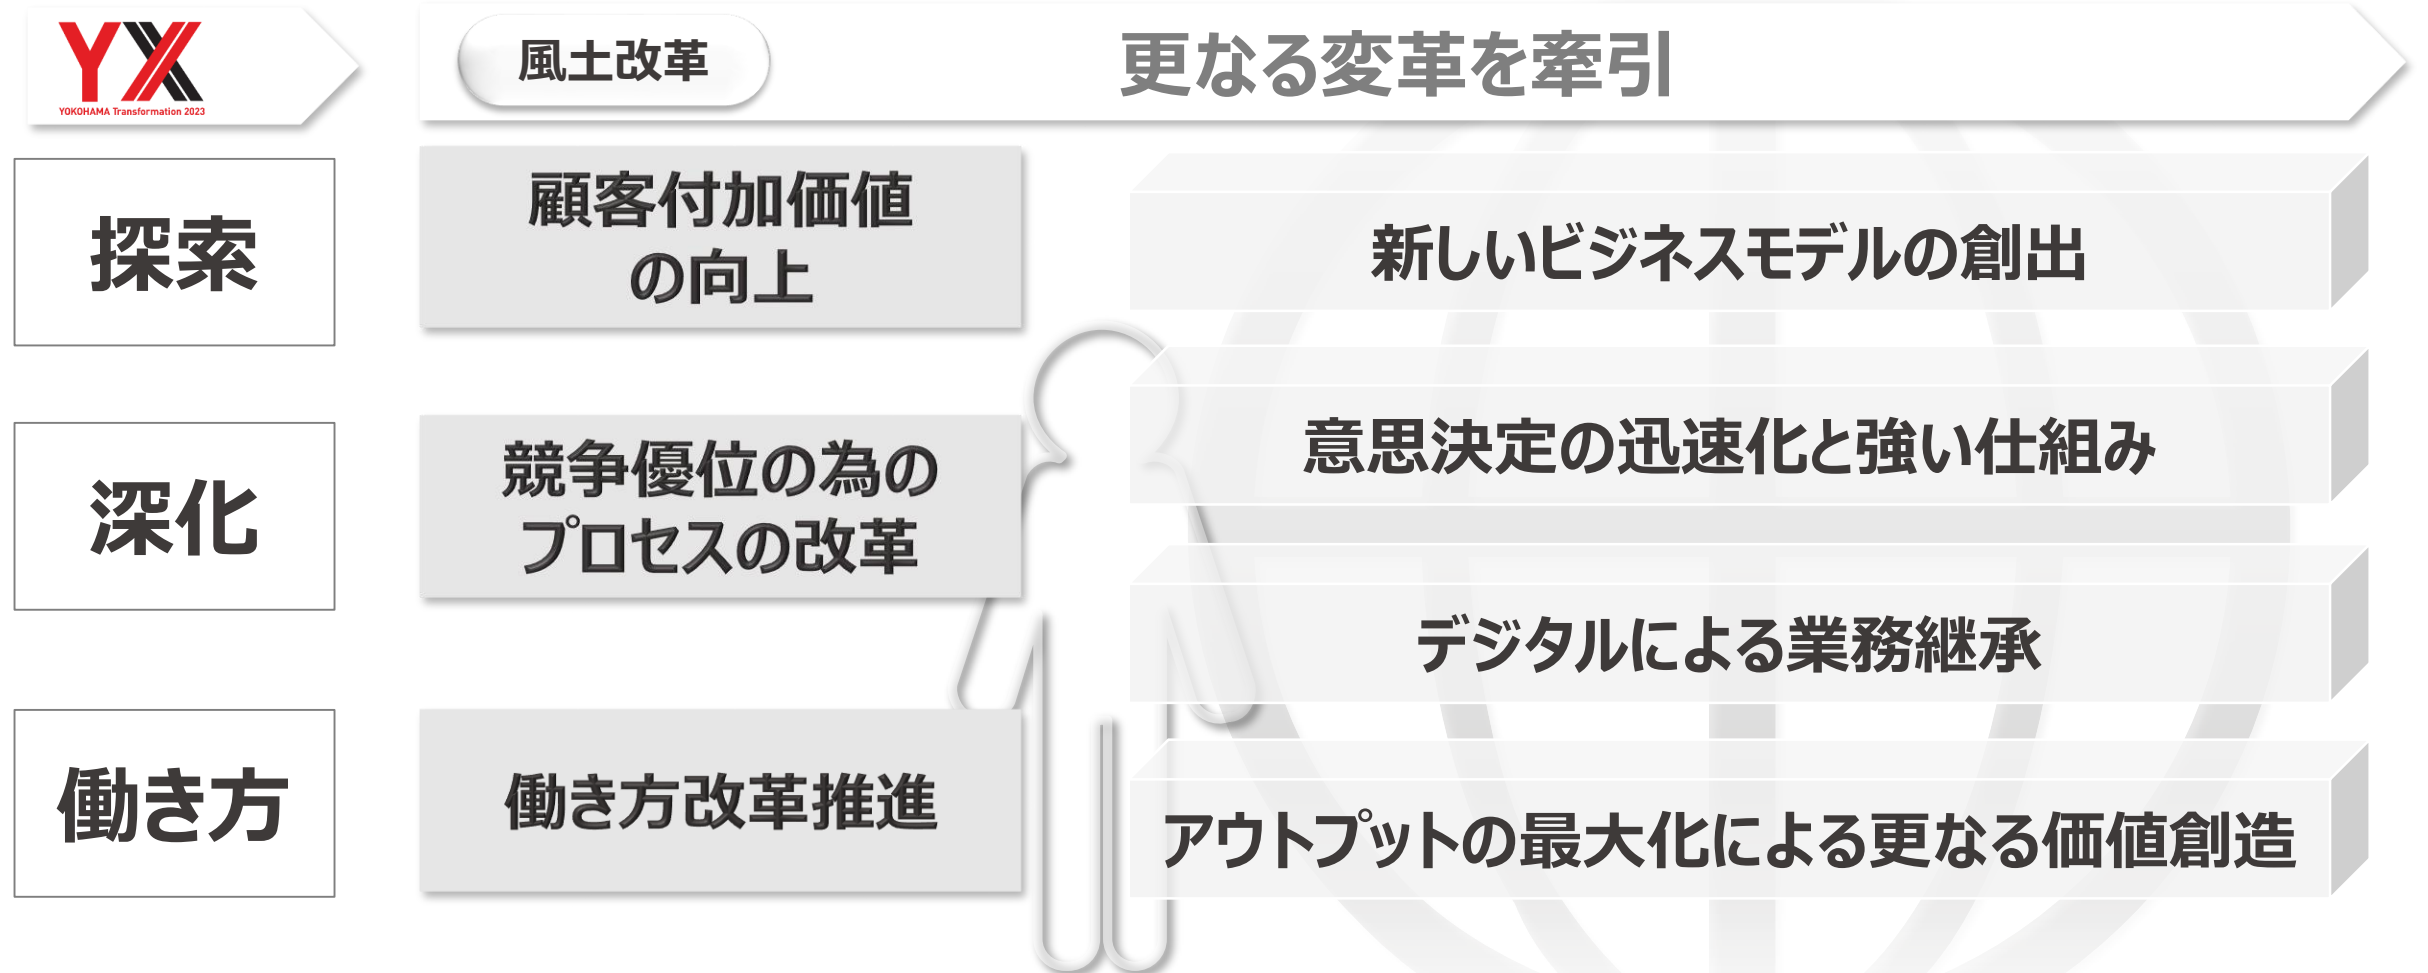 YX
YOKOHAMA Transformation 2023
風土改革
更なる変革を牽引
探索
顧客付加価値
の向上
新しいビジネスモデルの創出
深化
競争優位の為の
プロセスの改革
意思決定の迅速化と強い仕組み
デジタルによる業務継承
働き方
働き方改革推進
アウトプットの最大化による更なる価値創造